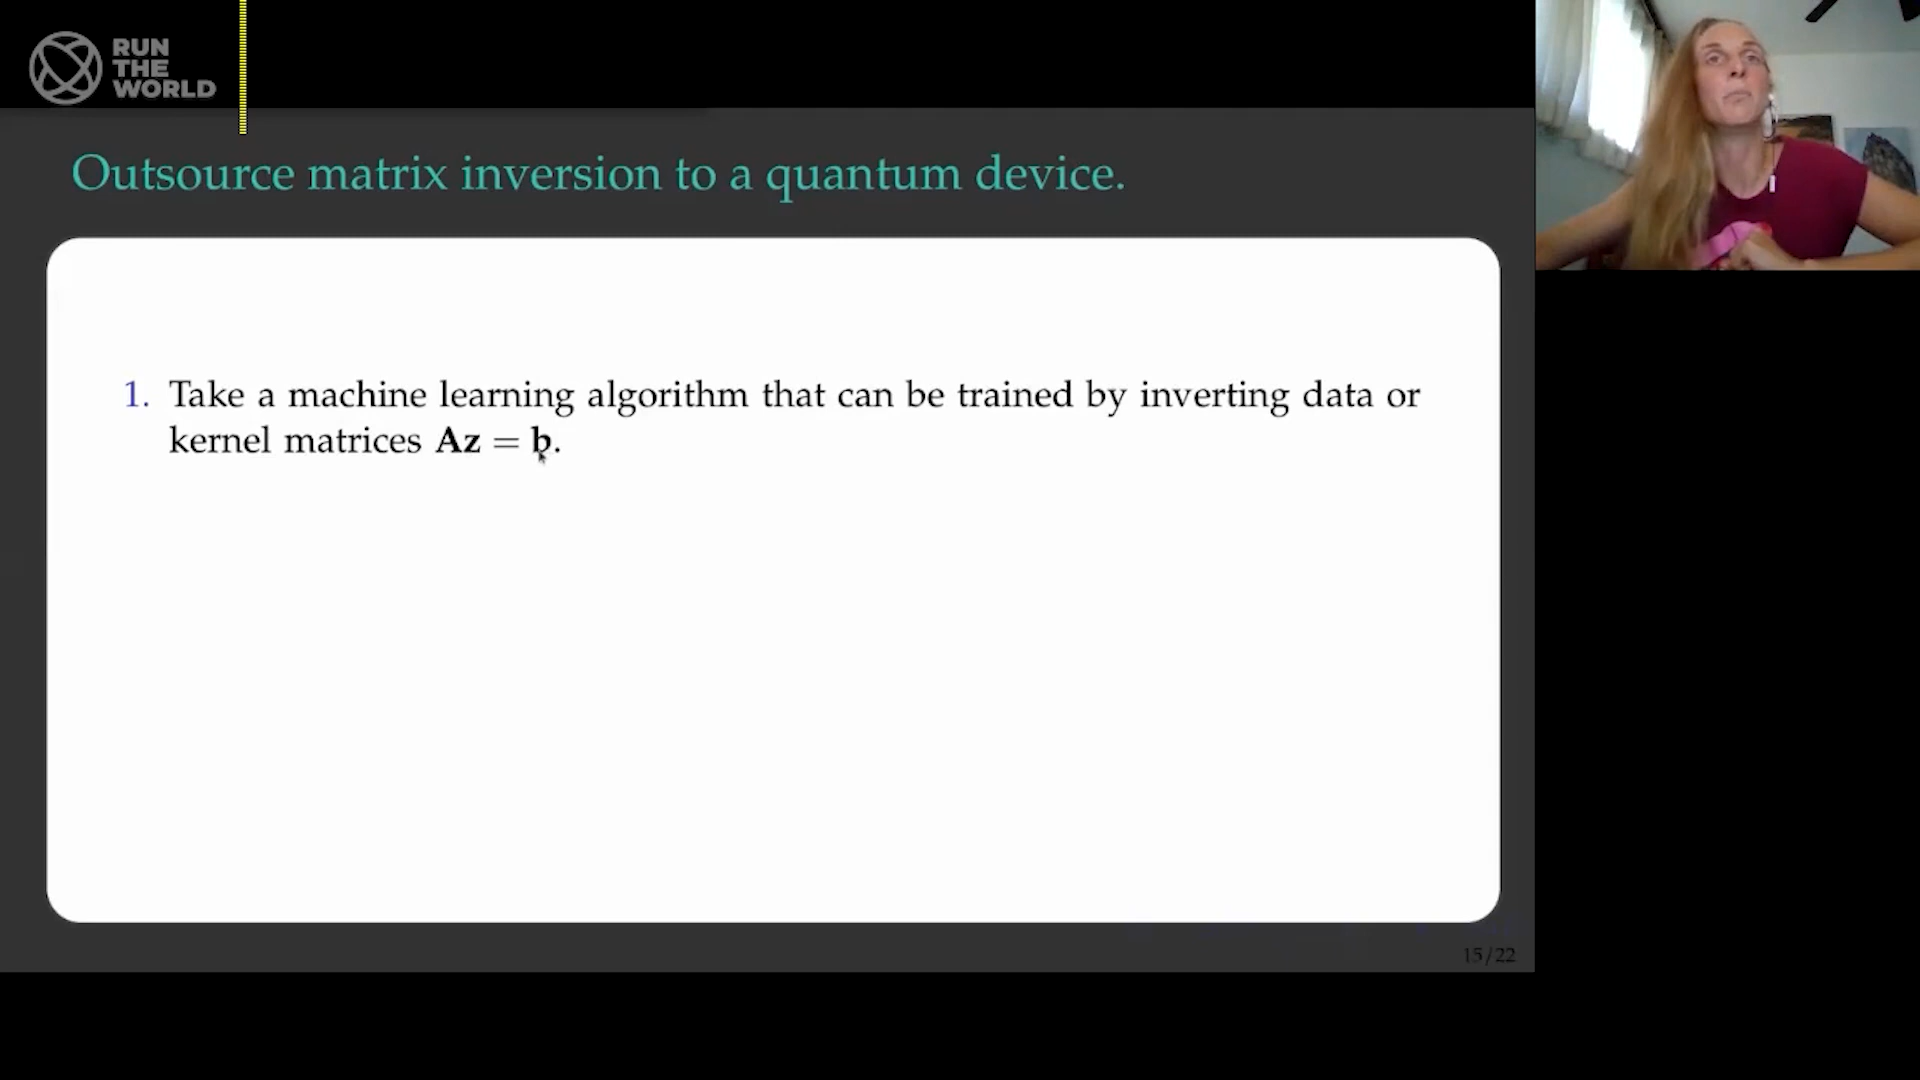 RUN
THE
WORLD
Outsource matrix inversion to a quantum device.
1. Take a machine learning algorithm that can be trained by inverting data or
kernel matrices Az = b.
15/22